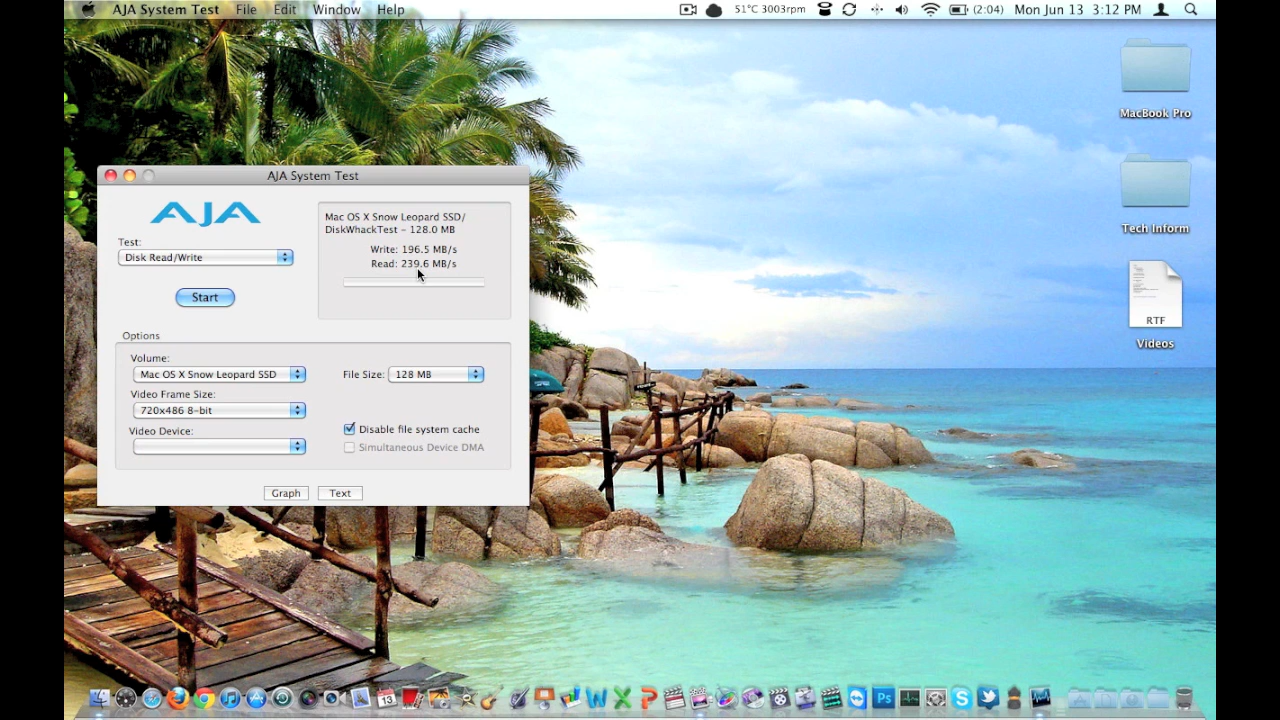 AJA System Test File Edit Window Help 51°C 3003rpm (2:04) Mon Jun 13 3:12 PM
MacBook Pro
Tech Inform
RTF
Videos
AJA System Test
AJA
Test:
Disk Read/Write
Start
Mac OS X Snow Leopard SSD/
DiskWhackTest - 128.0 MB
Write: 196.5 MB/s
Read: 239.6 MB/s
Options
Volume:
Mac OS X Snow Leopard SSD
File Size: 128 MB
Video Frame Size:
720x486 8-bit
Video Device:
Disable file system cache
Simultaneous Device DMA
Graph Text
13
Ps